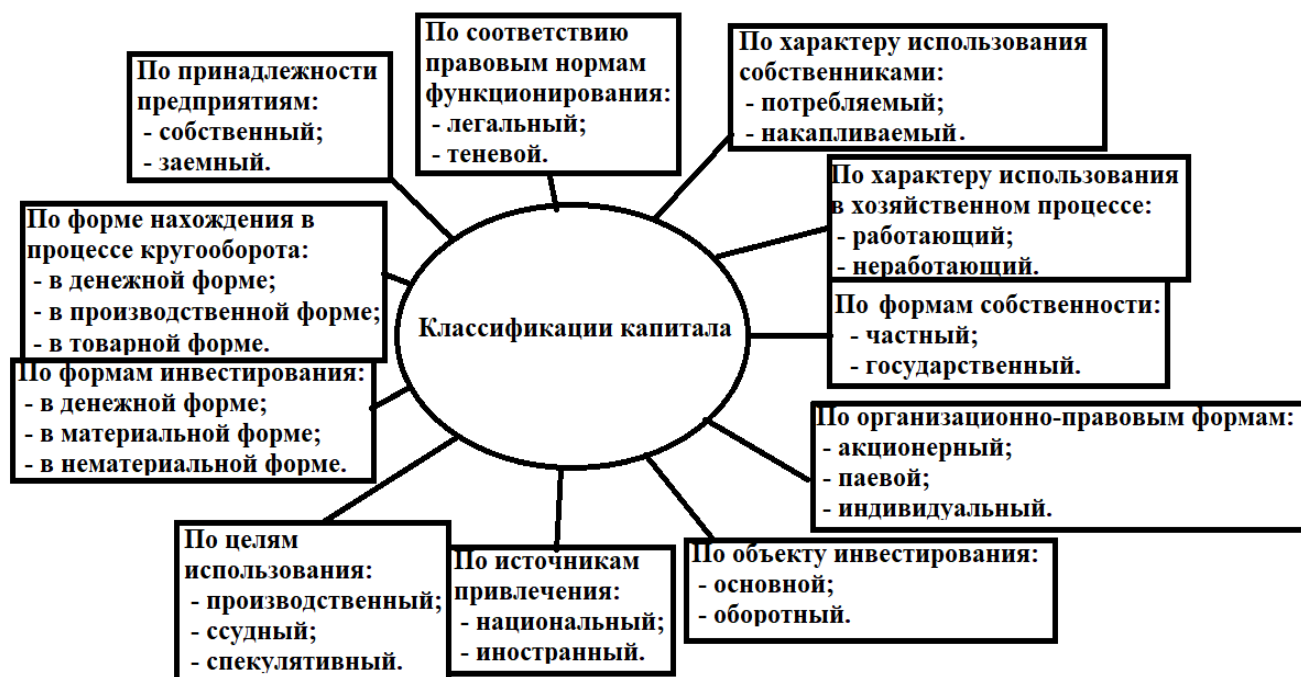 По соответствию
правовым нормам
функционирования:
- легальный;
- теневой.
По характеру использования
собственниками:
- потребляемый;
- накапливаемый.
По принадлежности
предприятиям:
- собственный;
- заемный.
По характеру использования
в хозяйственном процессе:
- работающий;
- неработающий.
По форме нахождения в
процессе кругооборота:
- в денежной форме;
- в производственной форме;
- в товарной форме.
Классификации капитала
По формам собственности:
- частный;
- государственный.
По формам инвестирования:
- в денежной форме;
- в материальной форме;
- в нематериальной форме.
По организационно-правовым формам:
- акционерный;
- паевой;
- индивидуальный.
По целям
использования:
- производственный;
- ссудный;
- спекулятивный.
По источникам
привлечения:
- национальный;
- иностранный.
По объекту инвестирования:
- основной;
- оборотный.